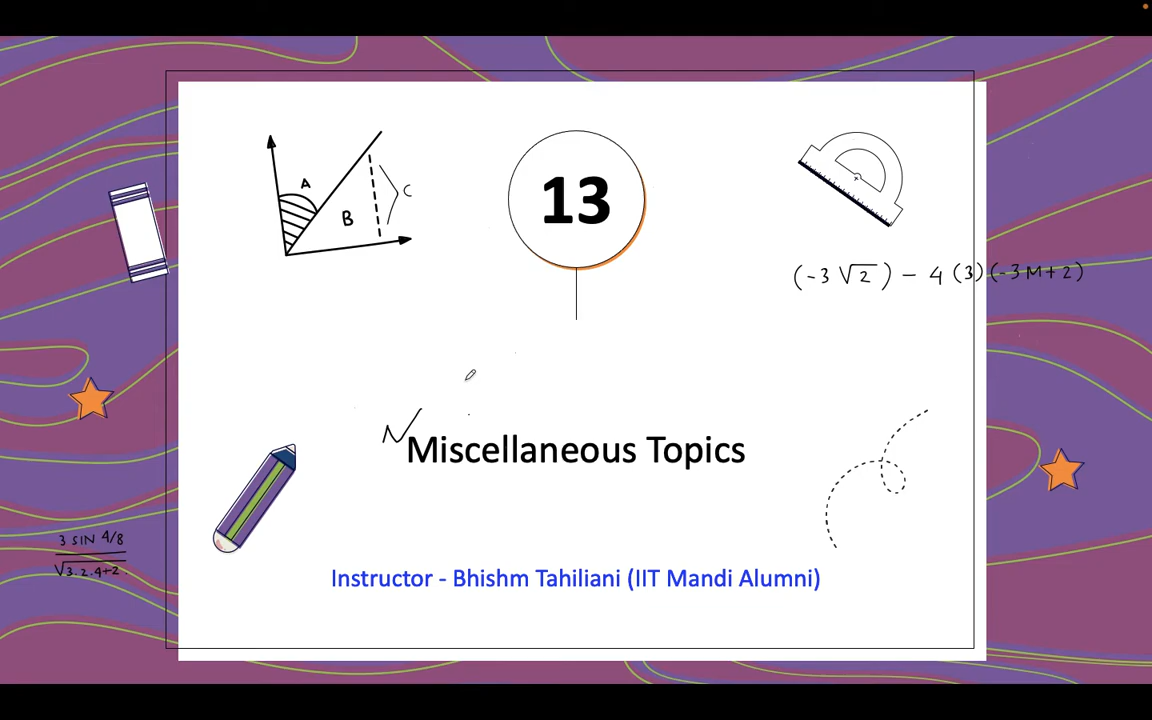 A
B
C
13
(-3 √2) - 4 (3) (-3M+2)
Miscellaneous Topics
3 SIN 4/8
√3.2.4+2
Instructor - Bhishm Tahiliani (IIT Mandi Alumni)